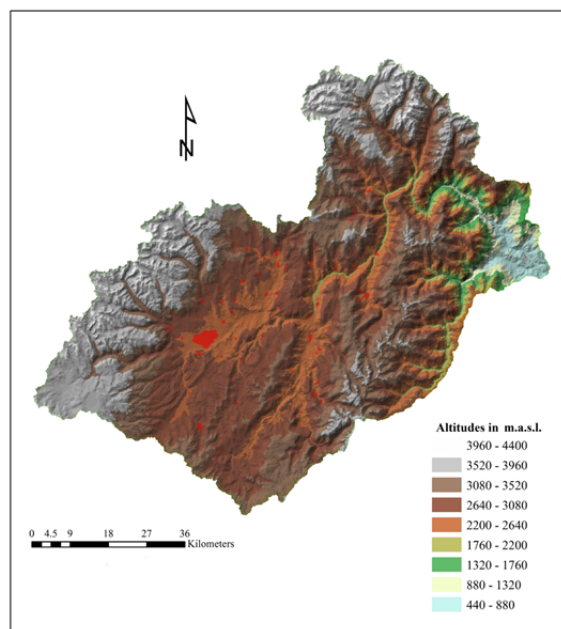 N
Altitudes in m.a.s.l.
3960 - 4400
3520 - 3960
3080 - 3520
2640 - 3080
2200 - 2640
1760 - 2200
1320 - 1760
880 - 1320
440 - 880
0 4.5 9 18 27 36
Kilometers